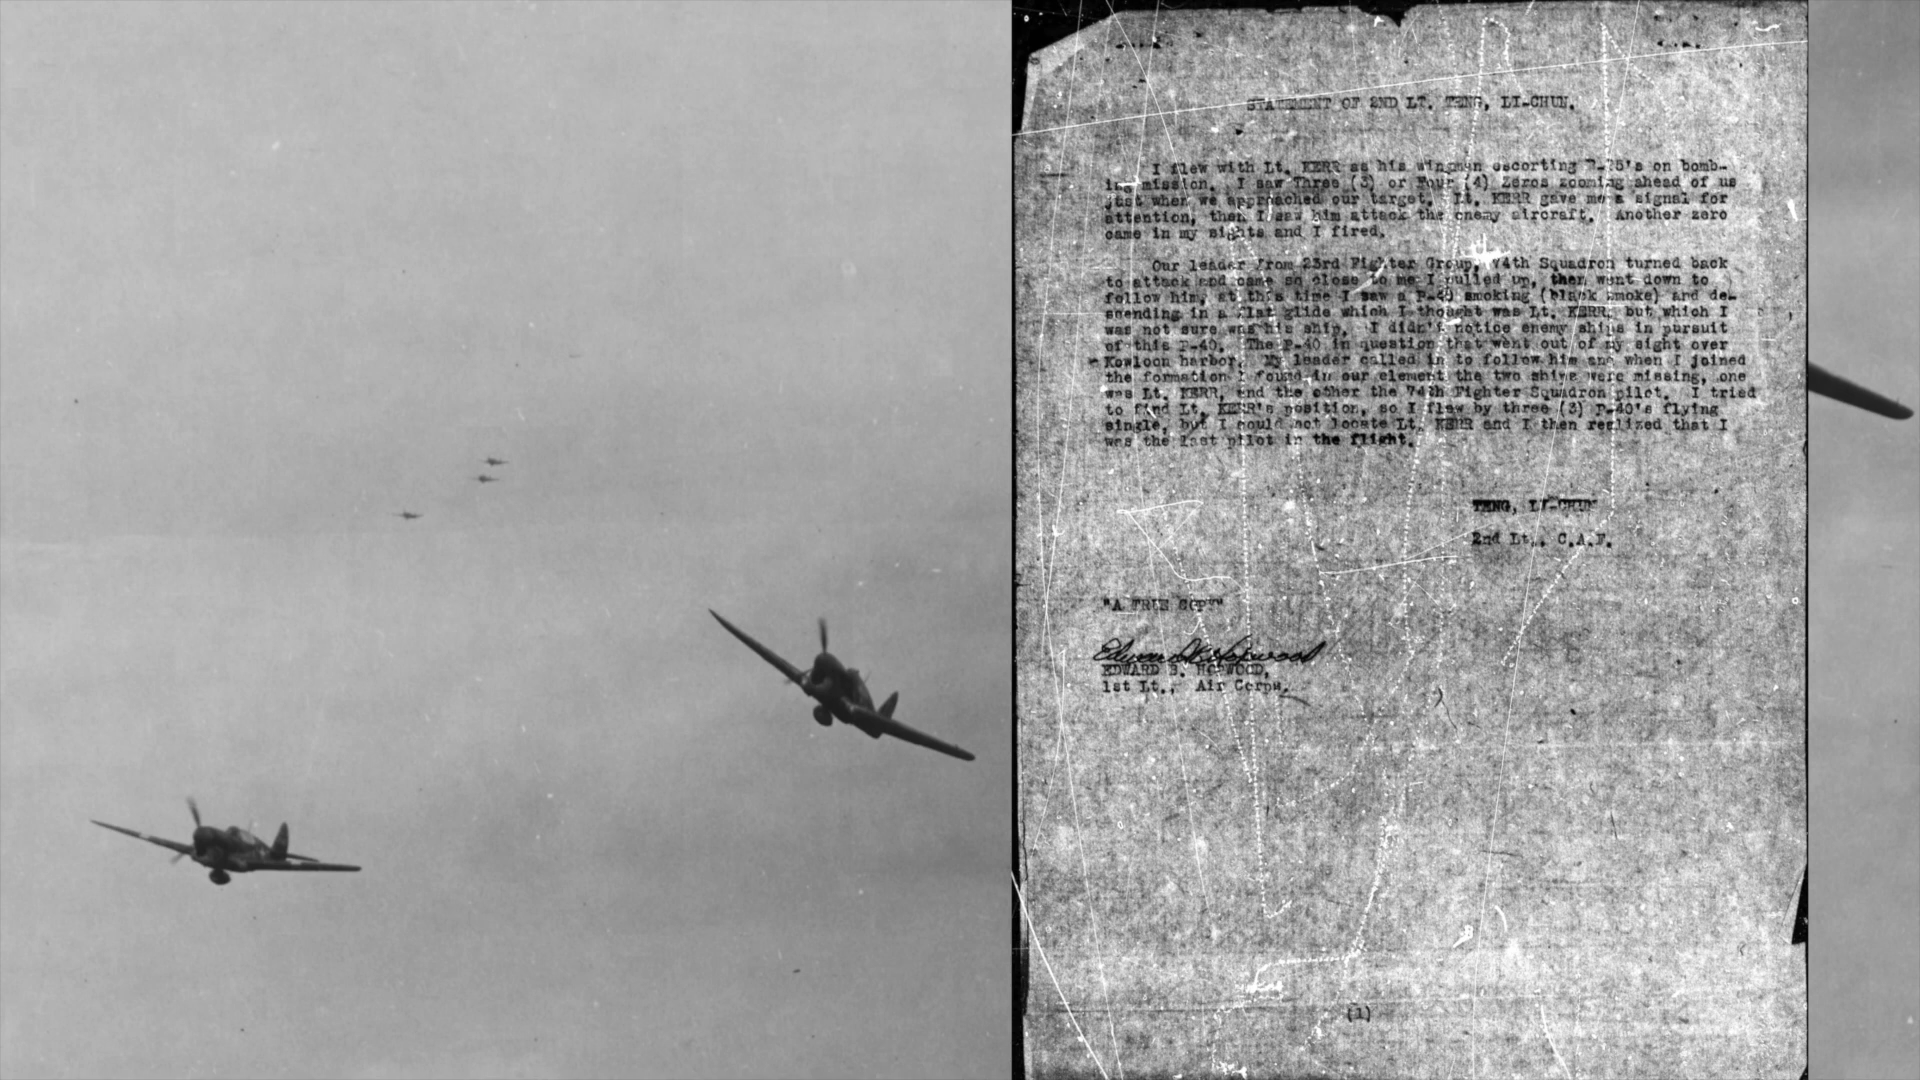 STATEMENT OF 2ND LT. TENG, LI-CHUN.
I flew with Lt. KERR as his wingman escorting B-25's on bomb-
ing mission. I saw Three (3) or Four (4) Zeros zooming ahead of us
just when we approached our target. Lt. KERR gave me a signal for
attention, then I saw him attack the enemy aircraft. Another zero
came in my sights and I fired.
Our leader from 23rd Fighter Group, 74th Squadron turned back
to attack and came so close to me I pulled up, then went down to
follow him, at this time I saw a P-40 smoking (black smoke) and de-
scending in a flat glide which I thought was Lt. KERR, but which I
was not sure was his ship. I didn't notice enemy ships in pursuit
of this P-40. The P-40 in question that went out of my sight over
Kowloon harbor. My leader called in to follow him and when I joined
the formation I found in our element the two ships were missing, one
was Lt. KERR, and the other the 74th Fighter Squadron pilot. I tried
to find Lt. KERR's position, so I flew by three (3) P-40's flying
single, but I could not locate Lt. KERR and I then realized that I
was the last pilot in the flight.
TENG, LI-CHUN
2nd Lt., C.A.F.
"A TRUE COPY"
Edward B. Hopwood
EDWARD B. HOPWOOD,
1st Lt., Air Corps.
(1)